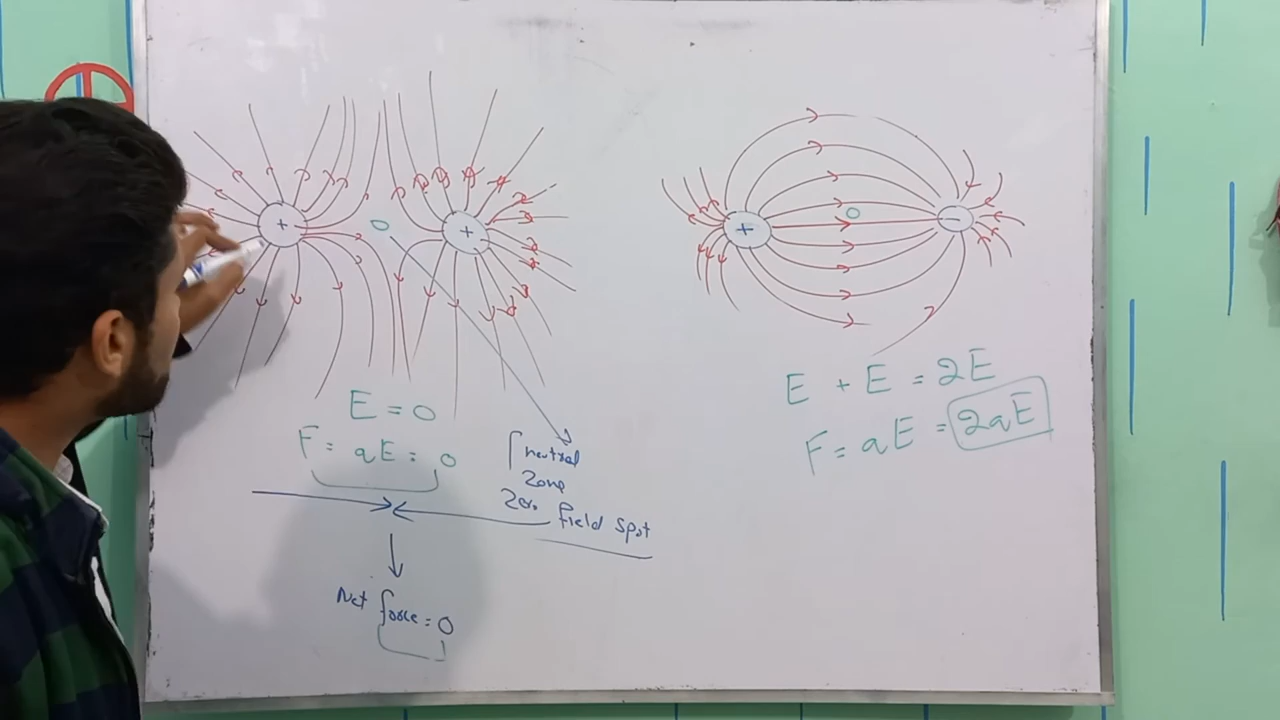 +
o
+
E = 0
F = qE = 0
neutral
Zone
Zero field spot
Net force = 0
+
o
-
E + E = 2E
F = qE = 2qE